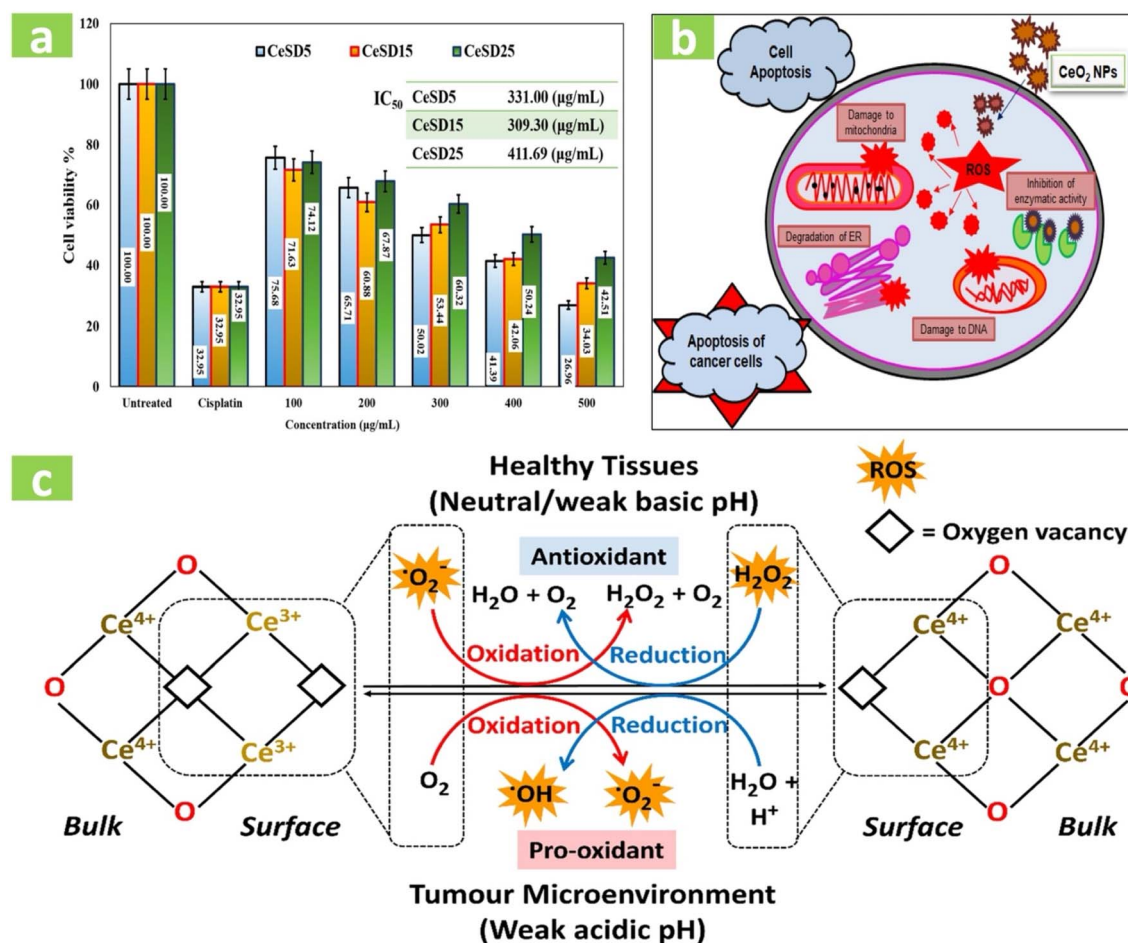 a
120
100
80
60
40
20
0
Cell viability %
CeSD5 CeSD15 CeSD25
IC50
CeSD5 331.00 (µg/mL)
CeSD15 309.30 (µg/mL)
CeSD25 411.69 (µg/mL)
100.00 100.00 100.00
32.95 32.95 32.95
75.68 71.63 74.12
65.71 60.88 67.87
50.02 53.44 60.32
41.39 42.06 50.24
26.96 34.03 42.51
Untreated Cisplatin 100 200 300 400 500
Concentration (µg/mL)
b
Cell
Apoptosis
CeO2 NPs
Damage to
mitochondria
ROS
Inhibition of
enzymatic activity
Degradation of ER
Damage to DNA
Apoptosis of
cancer cells
c
Healthy Tissues
(Neutral/weak basic pH)
ROS
= Oxygen vacancy
Antioxidant
·O2-
H2O + O2 H2O2 + O2
H2O2
Oxidation Reduction
O
Ce4+ Ce3+
O
Ce4+ Ce3+
O
Bulk Surface
O
Ce4+ Ce4+
O O
Ce4+ Ce4+
O
Surface Bulk
Oxidation Reduction
O2
·OH ·O2-
H2O +
H+
Pro-oxidant
Tumour Microenvironment
(Weak acidic pH)